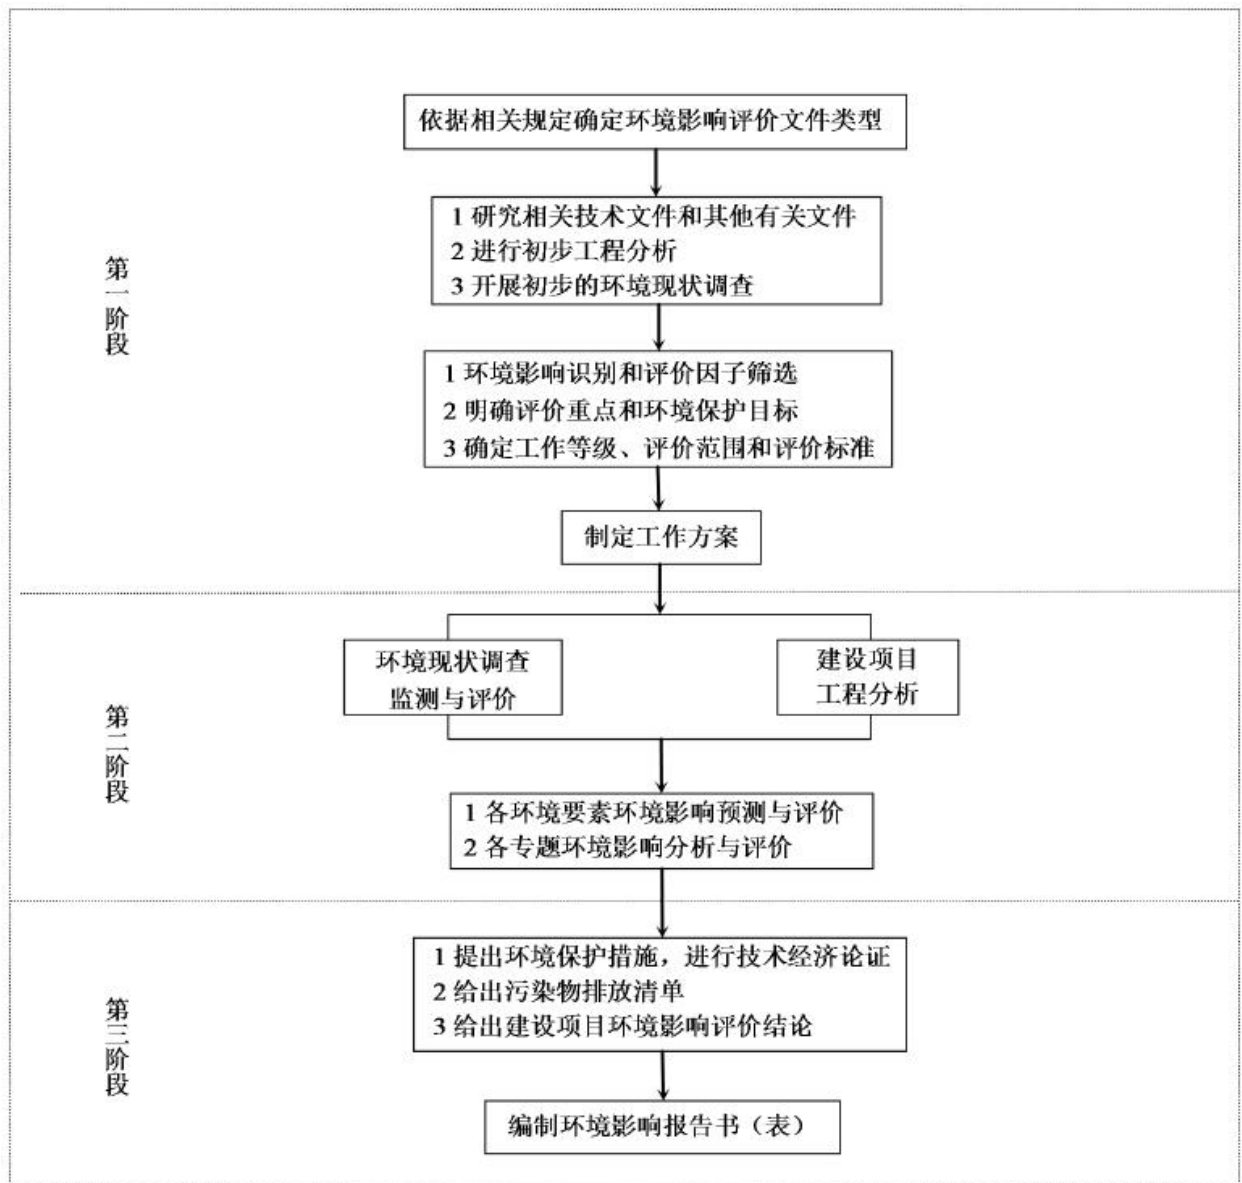 依据相关规定确定环境影响评价文件类型
1 研究相关技术文件和其他有关文件
2 进行初步工程分析
3 开展初步的环境现状调查
第一阶段
1 环境影响识别和评价因子筛选
2 明确评价重点和环境保护目标
3 确定工作等级、评价范围和评价标准
制定工作方案
环境现状调查
监测与评价
建设项目
工程分析
第二阶段
1 各环境要素环境影响预测与评价
2 各专题环境影响分析与评价
1 提出环境保护措施，进行技术经济论证
2 给出污染物排放清单
3 给出建设项目环境影响评价结论
第三阶段
编制环境影响报告书（表）